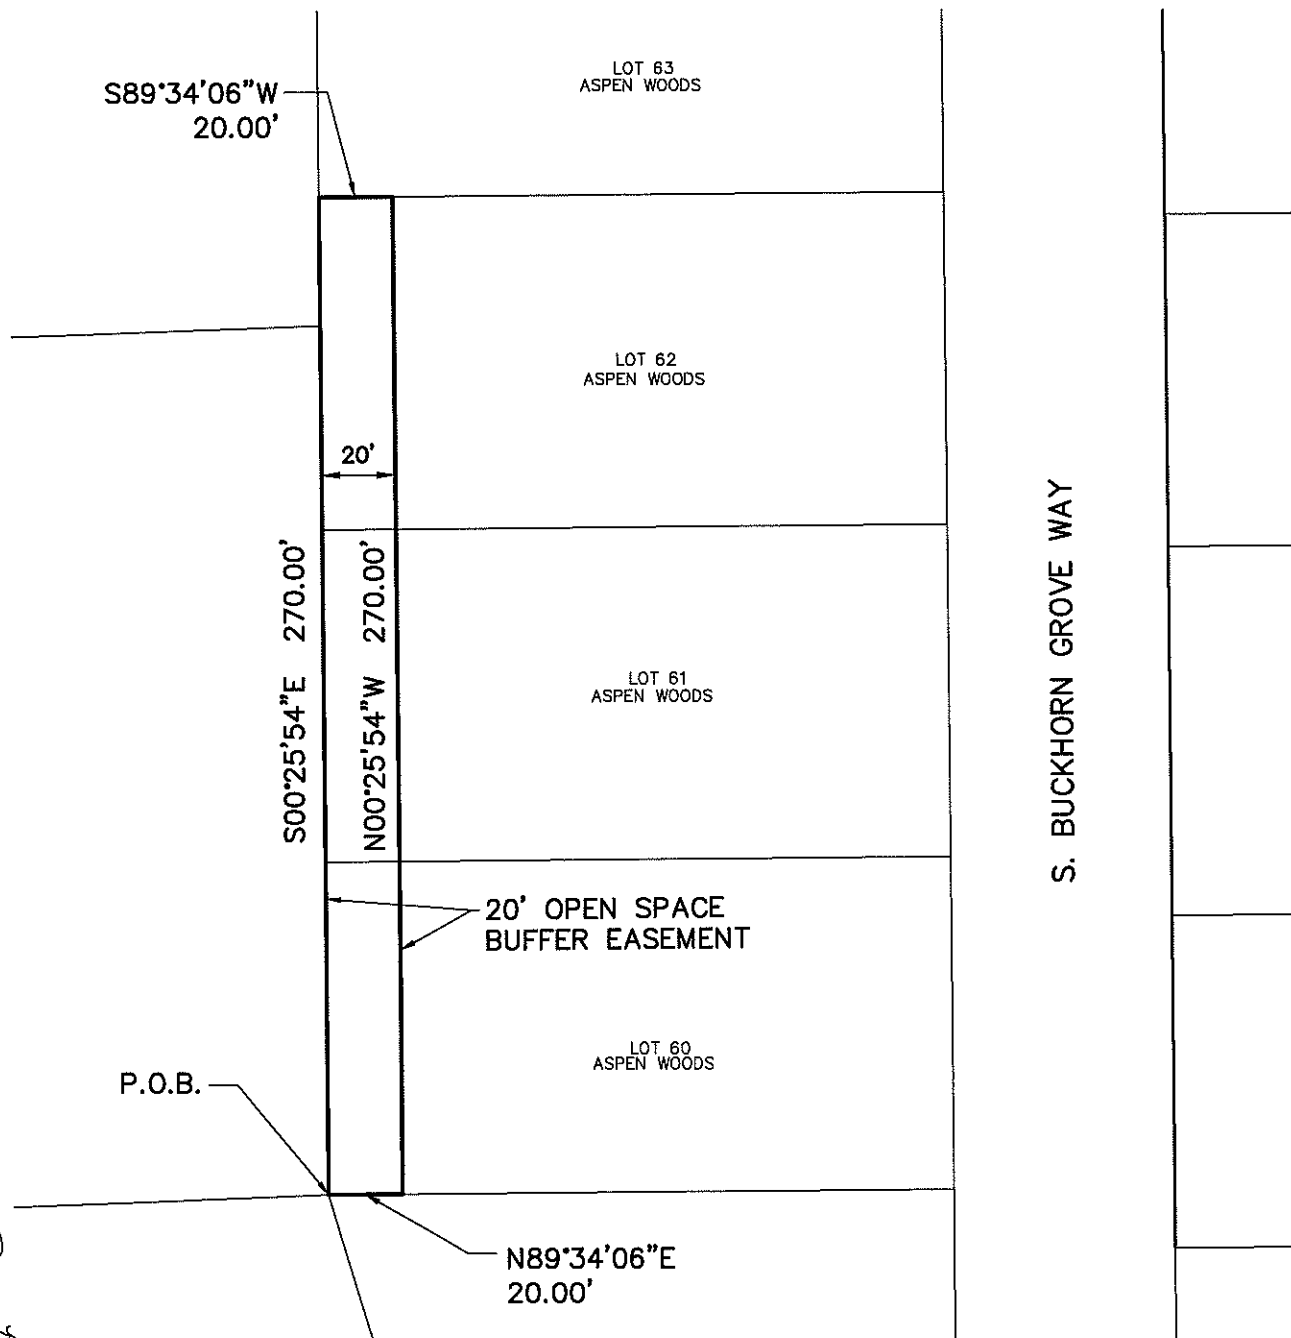 LOT 63
ASPEN WOODS
S89°34'06"W
20.00'
LOT 62
ASPEN WOODS
20'
S00°25'54"E 270.00'
N00°25'54"W 270.00'
S. BUCKHORN GROVE WAY
LOT 61
ASPEN WOODS
20' OPEN SPACE
BUFFER EASEMENT
LOT 60
ASPEN WOODS
P.O.B.
N89°34'06"E
20.00'